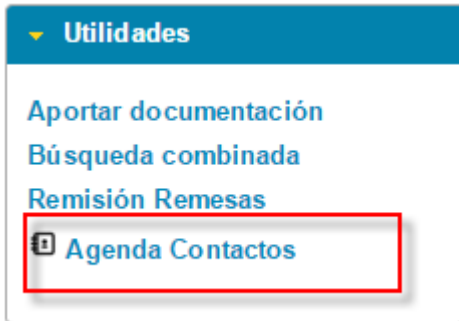 Utilidades
Aportar documentación
Búsqueda combinada
Remisión Remesas
Agenda Contactos